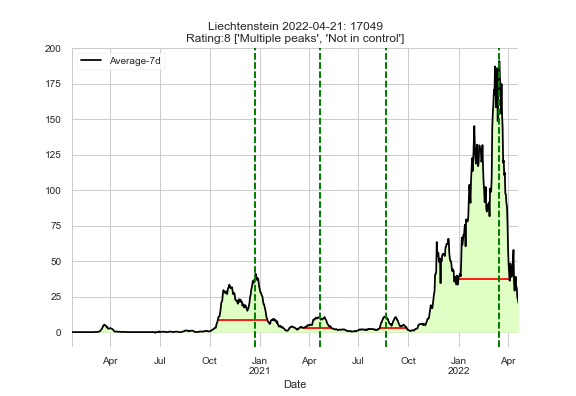 Liechtenstein 2022-04-21: 17049
Rating:8 ['Multiple peaks', 'Not in control']
Average-7d
200
175
150
125
100
75
50
25
0
Apr Jul Oct Jan Apr Jul Oct Jan Apr
2021 2022
Date